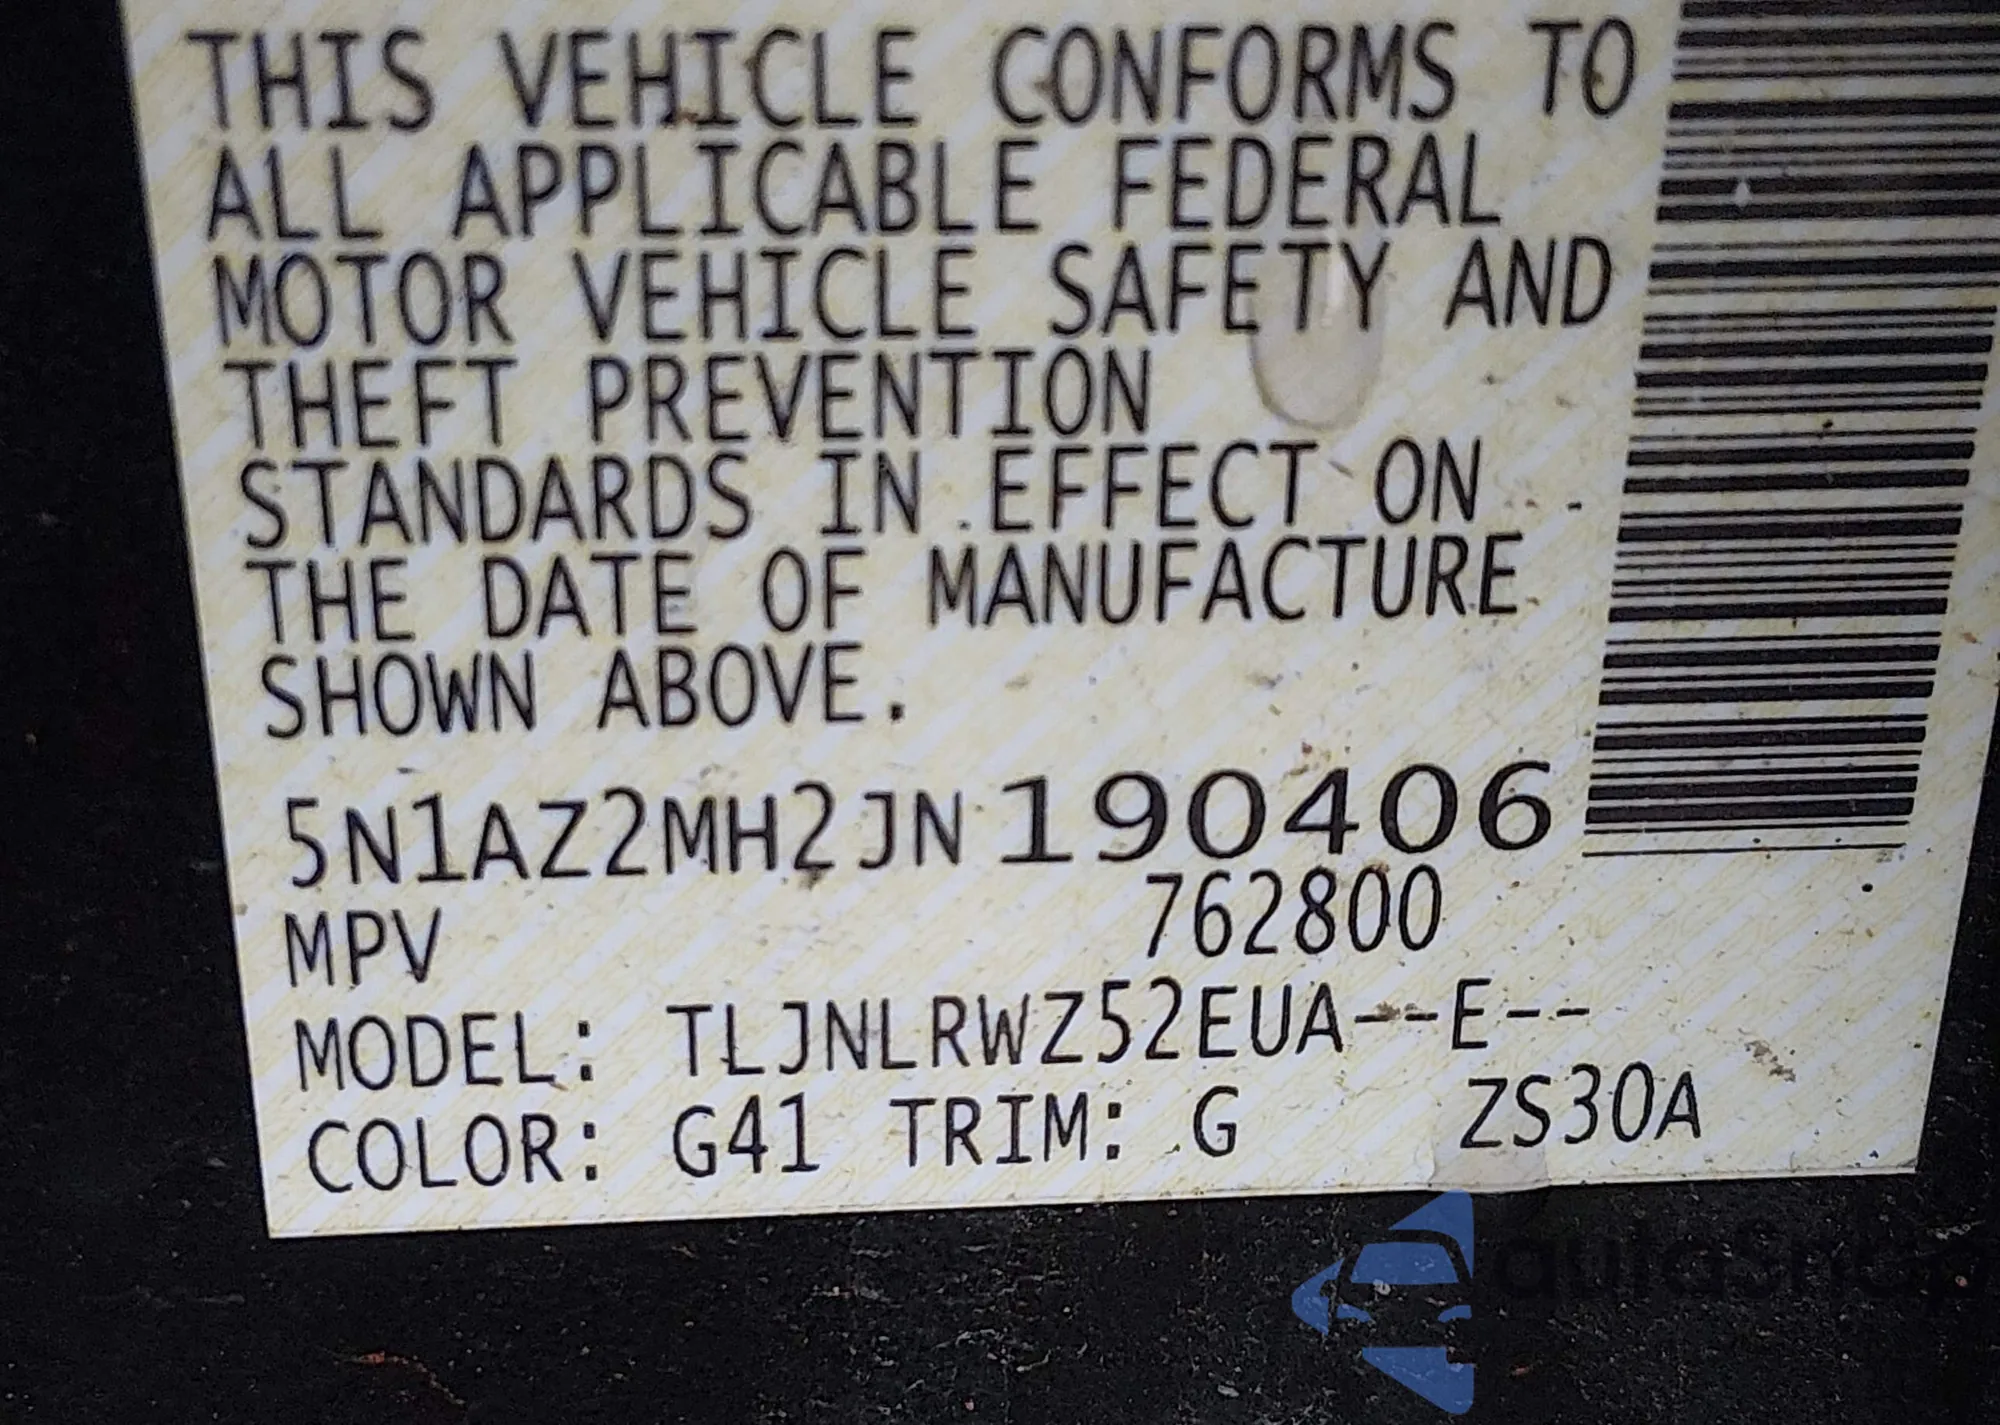 THIS VEHICLE CONFORMS TO
ALL APPLICABLE FEDERAL
MOTOR VEHICLE SAFETY AND
THEFT PREVENTION
STANDARDS IN EFFECT ON
THE DATE OF MANUFACTURE
SHOWN ABOVE.
5N1AZ2MH2JN190406
MPV 762800
MODEL: TLJNLRWZ52EUA--E--
COLOR: G41 TRIM: G ZS30A